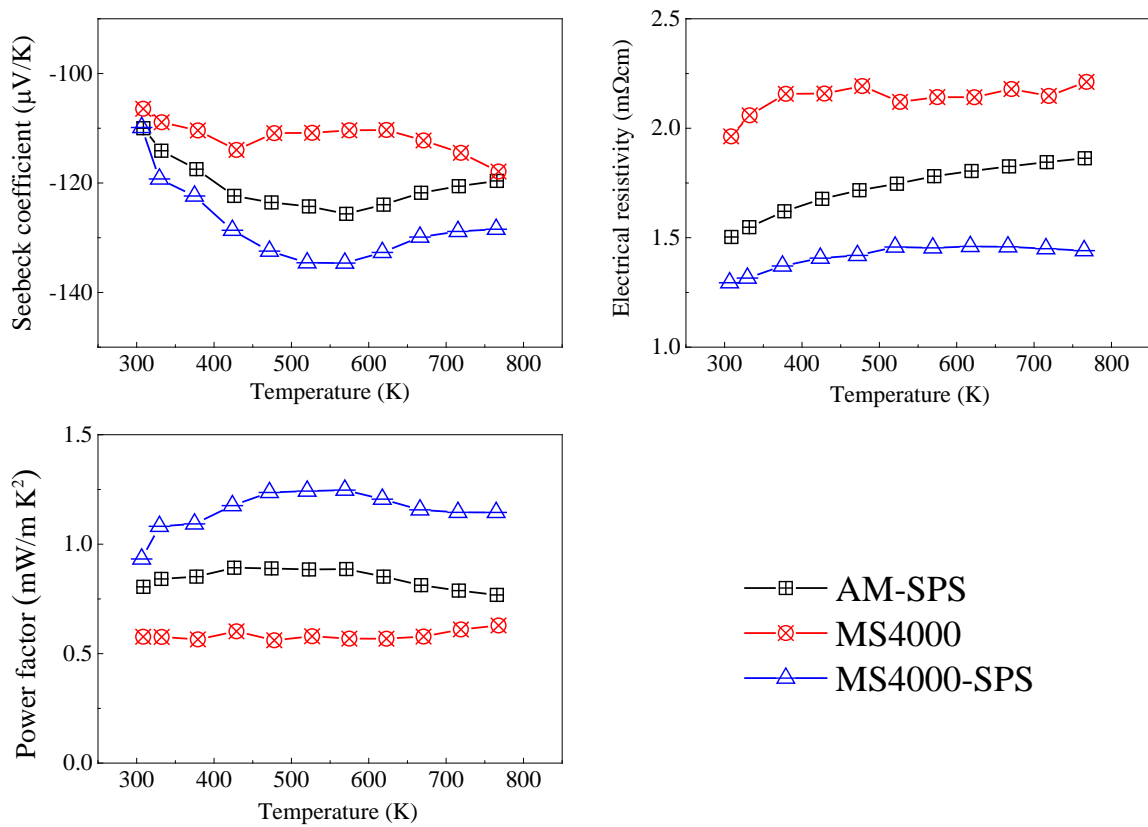 -100
-120
-140
300 400 500 600 700 800
Seebeck coefficient (μV/K)
Temperature (K)
2.5
2.0
1.5
1.0
300 400 500 600 700 800
Electrical resistivity (mΩcm)
Temperature (K)
1.5
1.0
0.5
0.0
300 400 500 600 700 800
Power factor (mW/m K²)
Temperature (K)
AM-SPS
MS4000
MS4000-SPS